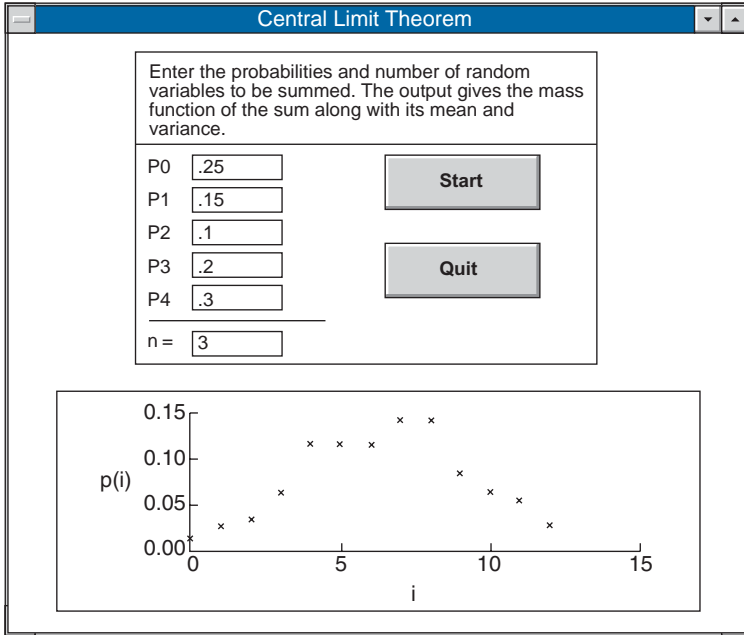 Central Limit Theorem
Enter the probabilities and number of random
variables to be summed. The output gives the mass
function of the sum along with its mean and
variance.
P0 .25
Start
P1 .15
P2 .1
P3 .2
Quit
P4 .3
n = 3
0.15
0.10
p(i)
0.05
0.00
0 5 10 15
i